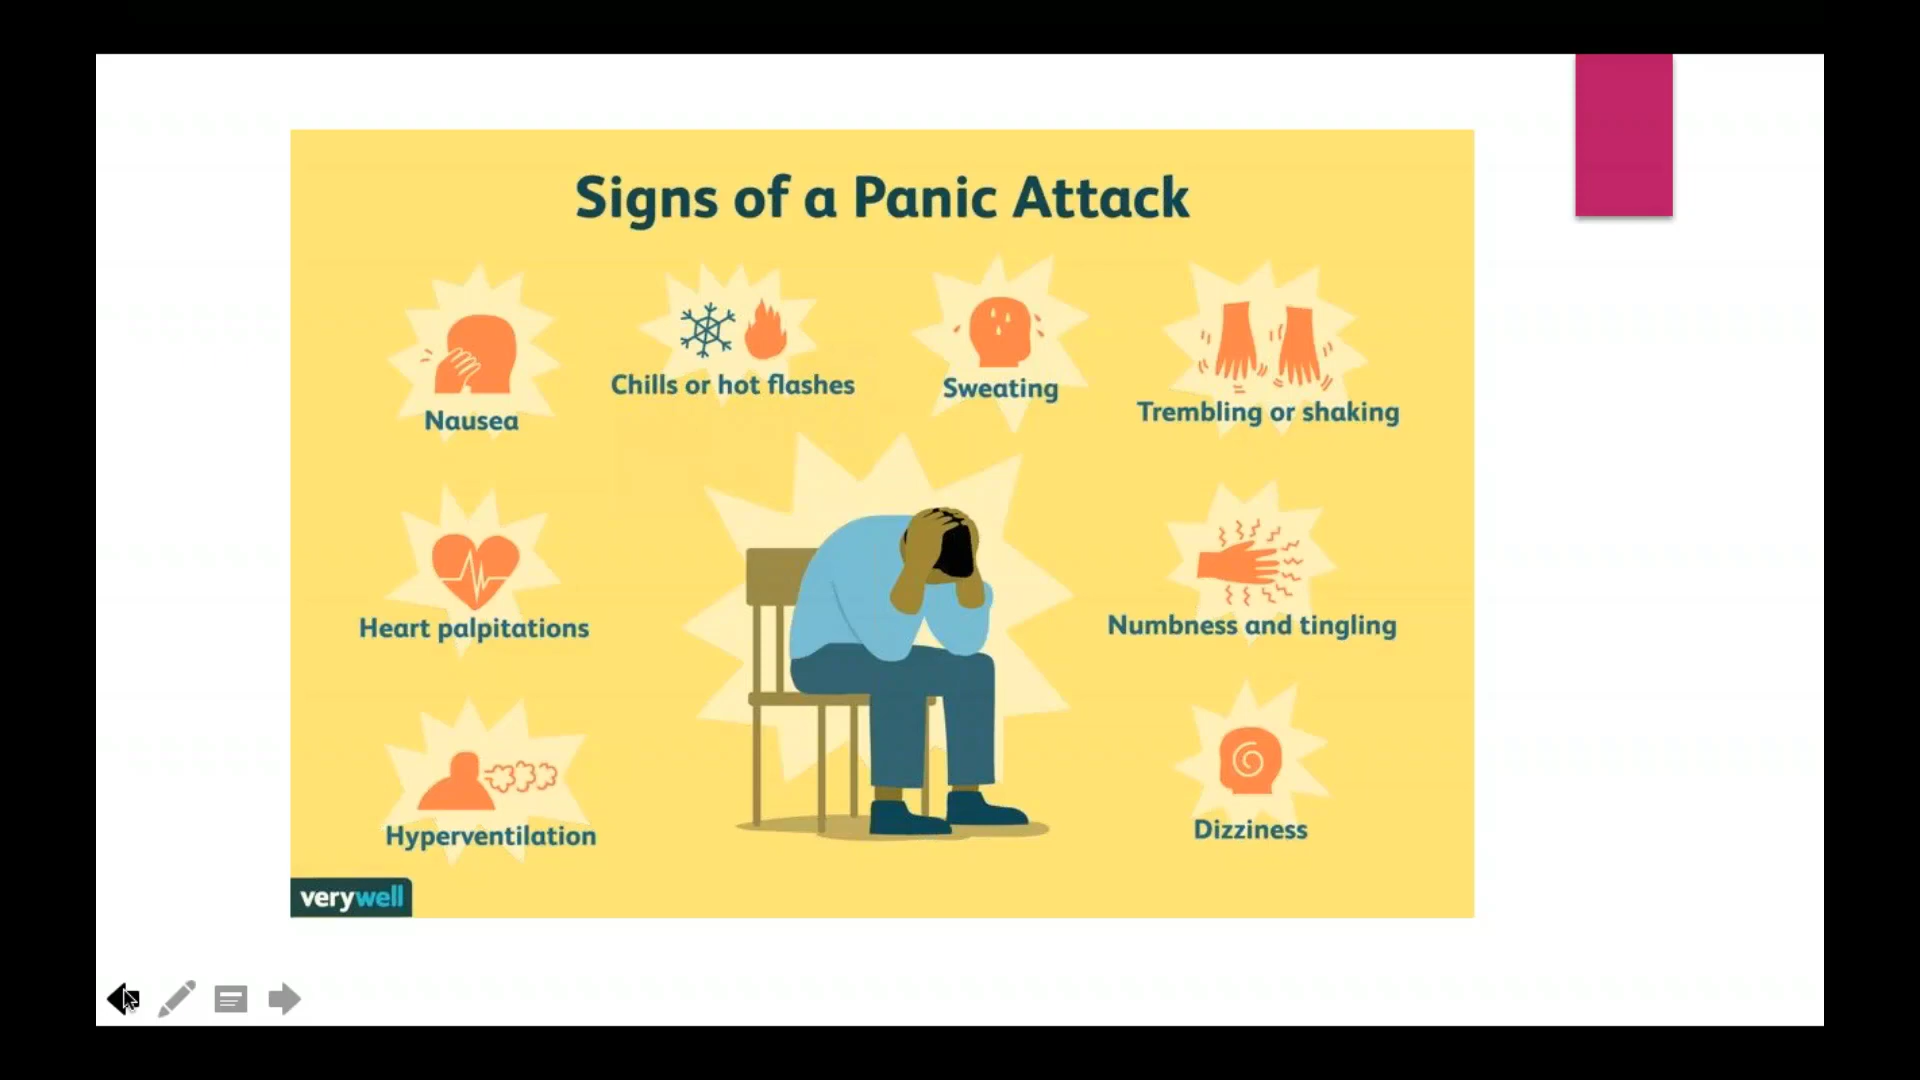 Signs of a Panic Attack
Nausea
Chills or hot flashes
Sweating
Trembling or shaking
Heart palpitations
Numbness and tingling
Hyperventilation
Dizziness
verywell